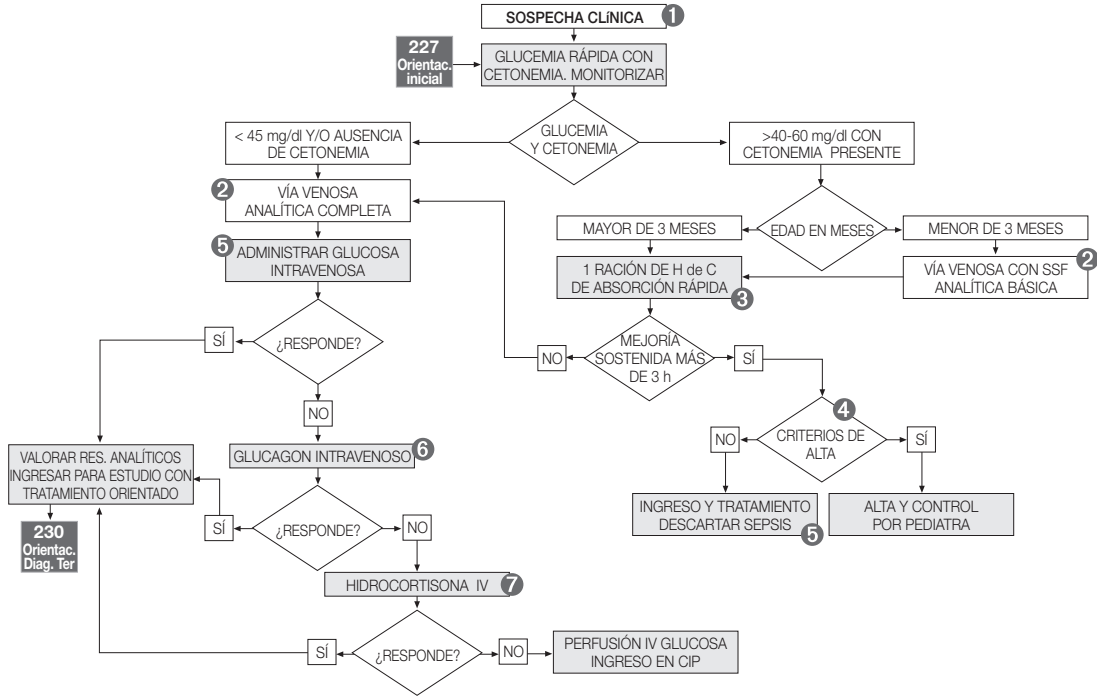 SOSPECHA CLíNICA
1
227
Orientac.
inicial
GLUCEMIA RÁPIDA CON
CETONEMIA. MONITORIZAR
GLUCEMIA
Y CETONEMIA
< 45 mg/dl Y/O AUSENCIA
DE CETONEMIA
>40-60 mg/dl CON
CETONEMIA PRESENTE
2
VÍA VENOSA
ANALÍTICA COMPLETA
EDAD EN MESES
MAYOR DE 3 MESES
MENOR DE 3 MESES
5
ADMINISTRAR GLUCOSA
INTRAVENOSA
1 RACIÓN DE H de C
DE ABSORCIÓN RÁPIDA
3
2
VÍA VENOSA CON SSF
ANALÍTICA BÁSICA
¿RESPONDE?
SÍ
NO
MEJORÍA
SOSTENIDA MÁS
DE 3 h
NO
SÍ
4
CRITERIOS DE
ALTA
NO
SÍ
GLUCAGON INTRAVENOSO
6
VALORAR RES. ANALÍTICOS
INGRESAR PARA ESTUDIO CON
TRATAMIENTO ORIENTADO
230
Orientac.
Diag. Ter
INGRESO Y TRATAMIENTO
DESCARTAR SEPSIS
5
ALTA Y CONTROL
POR PEDIATRA
¿RESPONDE?
SÍ
NO
HIDROCORTISONA IV
7
¿RESPONDE?
SÍ
NO
PERFUSIÓN IV GLUCOSA
INGRESO EN CIP